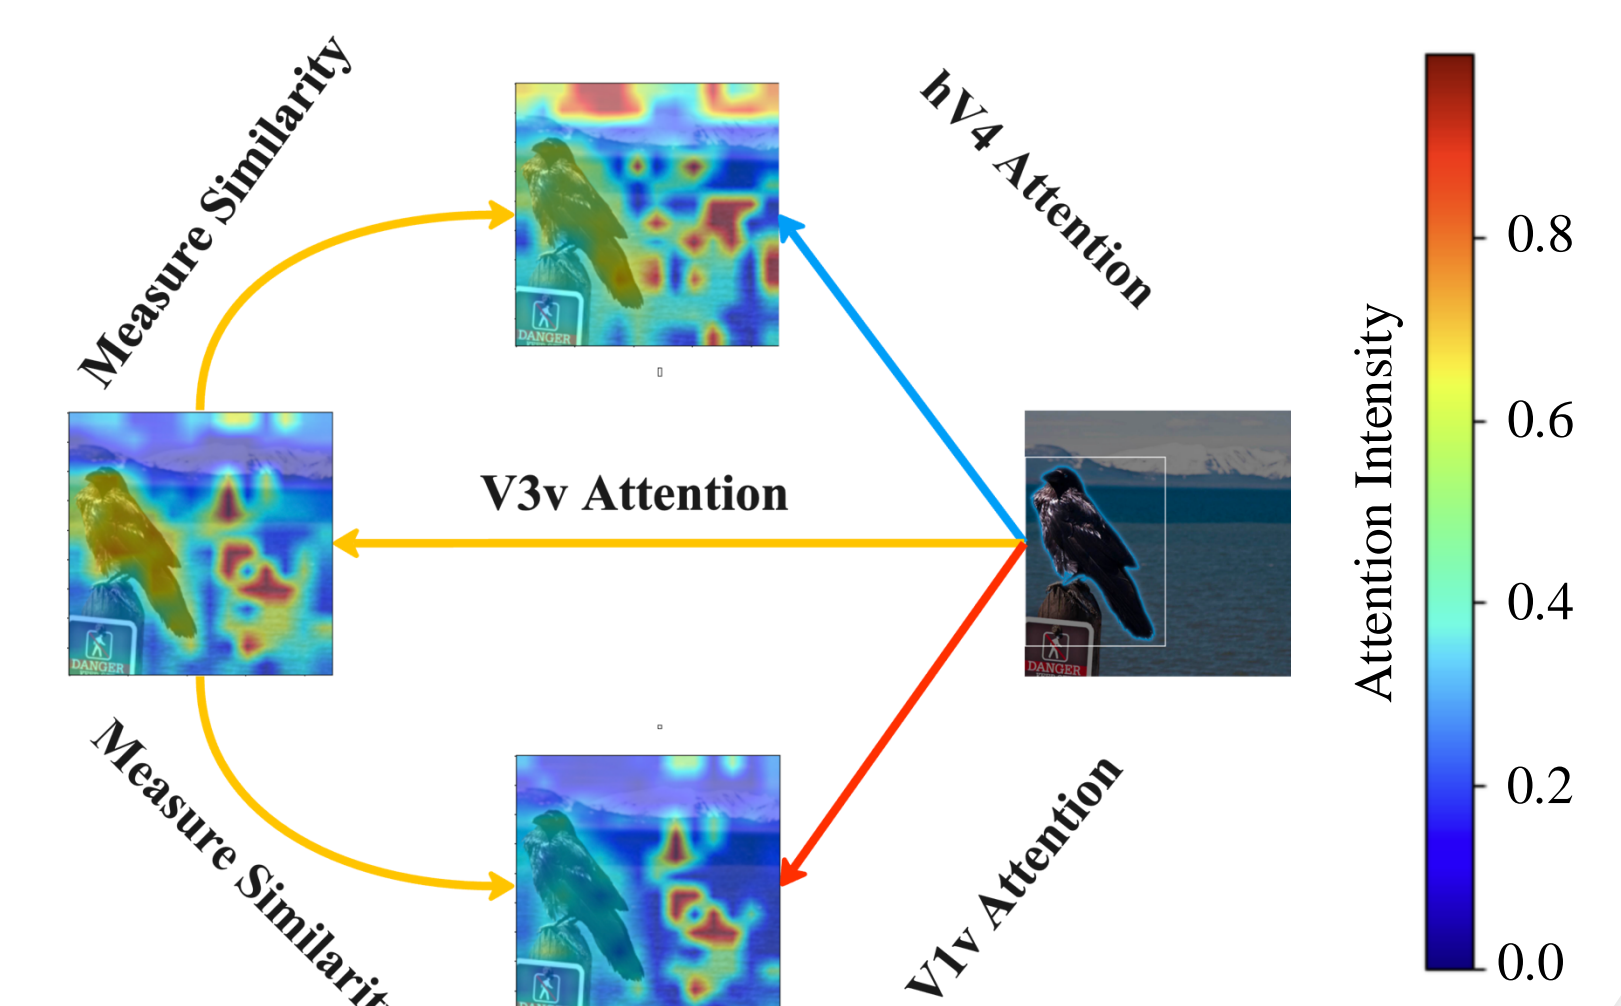 Measure Similarity
hV4 Attention
DANGER
0.8
V3v Attention
Attention Intensity
0.6
DANGER
DANGER
0.4
Measure Similarit
V1v Attention
0.2
DANGER
0.0